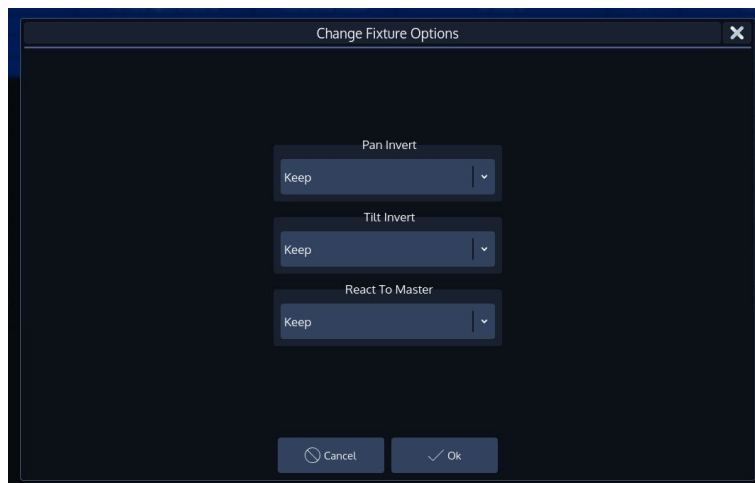 Change Fixture Options
Pan Invert
Keep
Tilt Invert
Keep
React To Master
Keep
Cancel
Ok